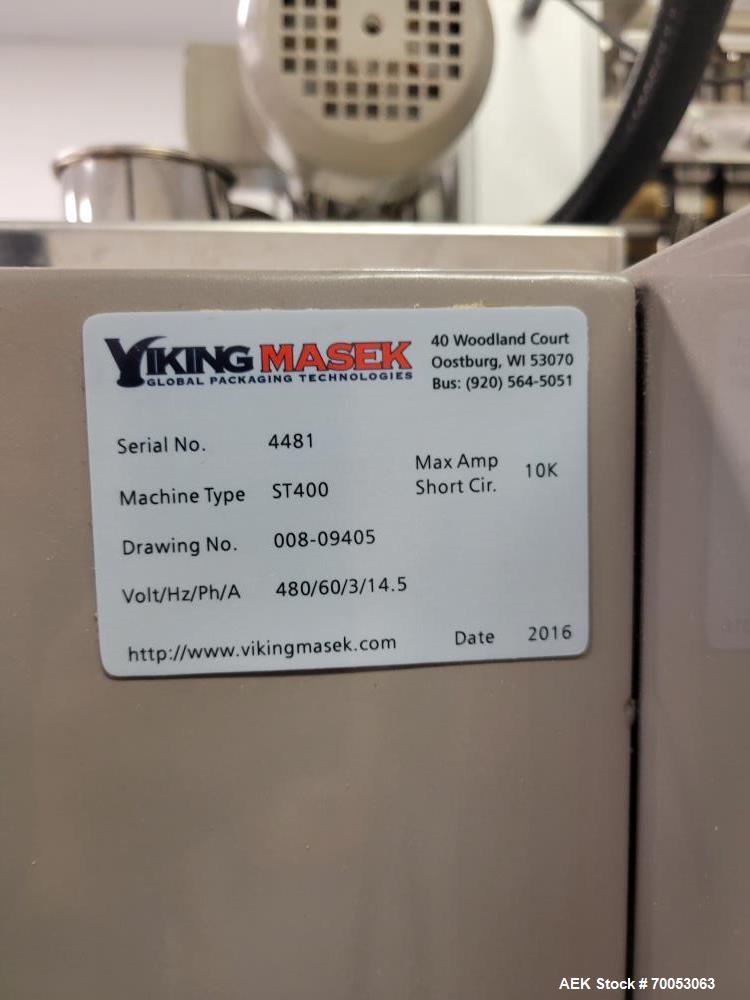 VIKING MASEK
GLOBAL PACKAGING TECHNOLOGIES
40 Woodland Court
Oostburg, WI 53070
Bus: (920) 564-5051
Serial No. 4481
Machine Type ST400
Max Amp
Short Cir. 10K
Drawing No. 008-09405
Volt/Hz/Ph/A 480/60/3/14.5
http://www.vikingmasek.com Date 2016
AEK Stock # 70053063